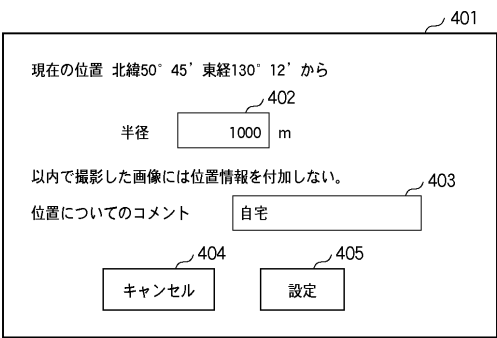 401
現在の位置 北緯50°45’東経130°12’から
402
半径 1000 m
以内で撮影した画像には位置情報を付加しない。
403
位置についてのコメント 自宅
404 405
キャンセル 設定